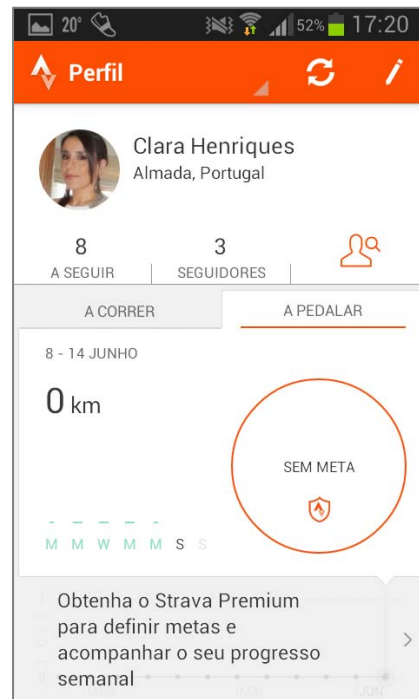 20° 52% 17:20
Perfil
Clara Henriques
Almada, Portugal
8 3
A SEGUIR SEGUIDORES
A CORRER A PEDALAR
8 - 14 JUNHO
0 km
SEM META
M M W M M S S
Obtenha o Strava Premium
para definir metas e
acompanhar o seu progresso
semanal
JUN